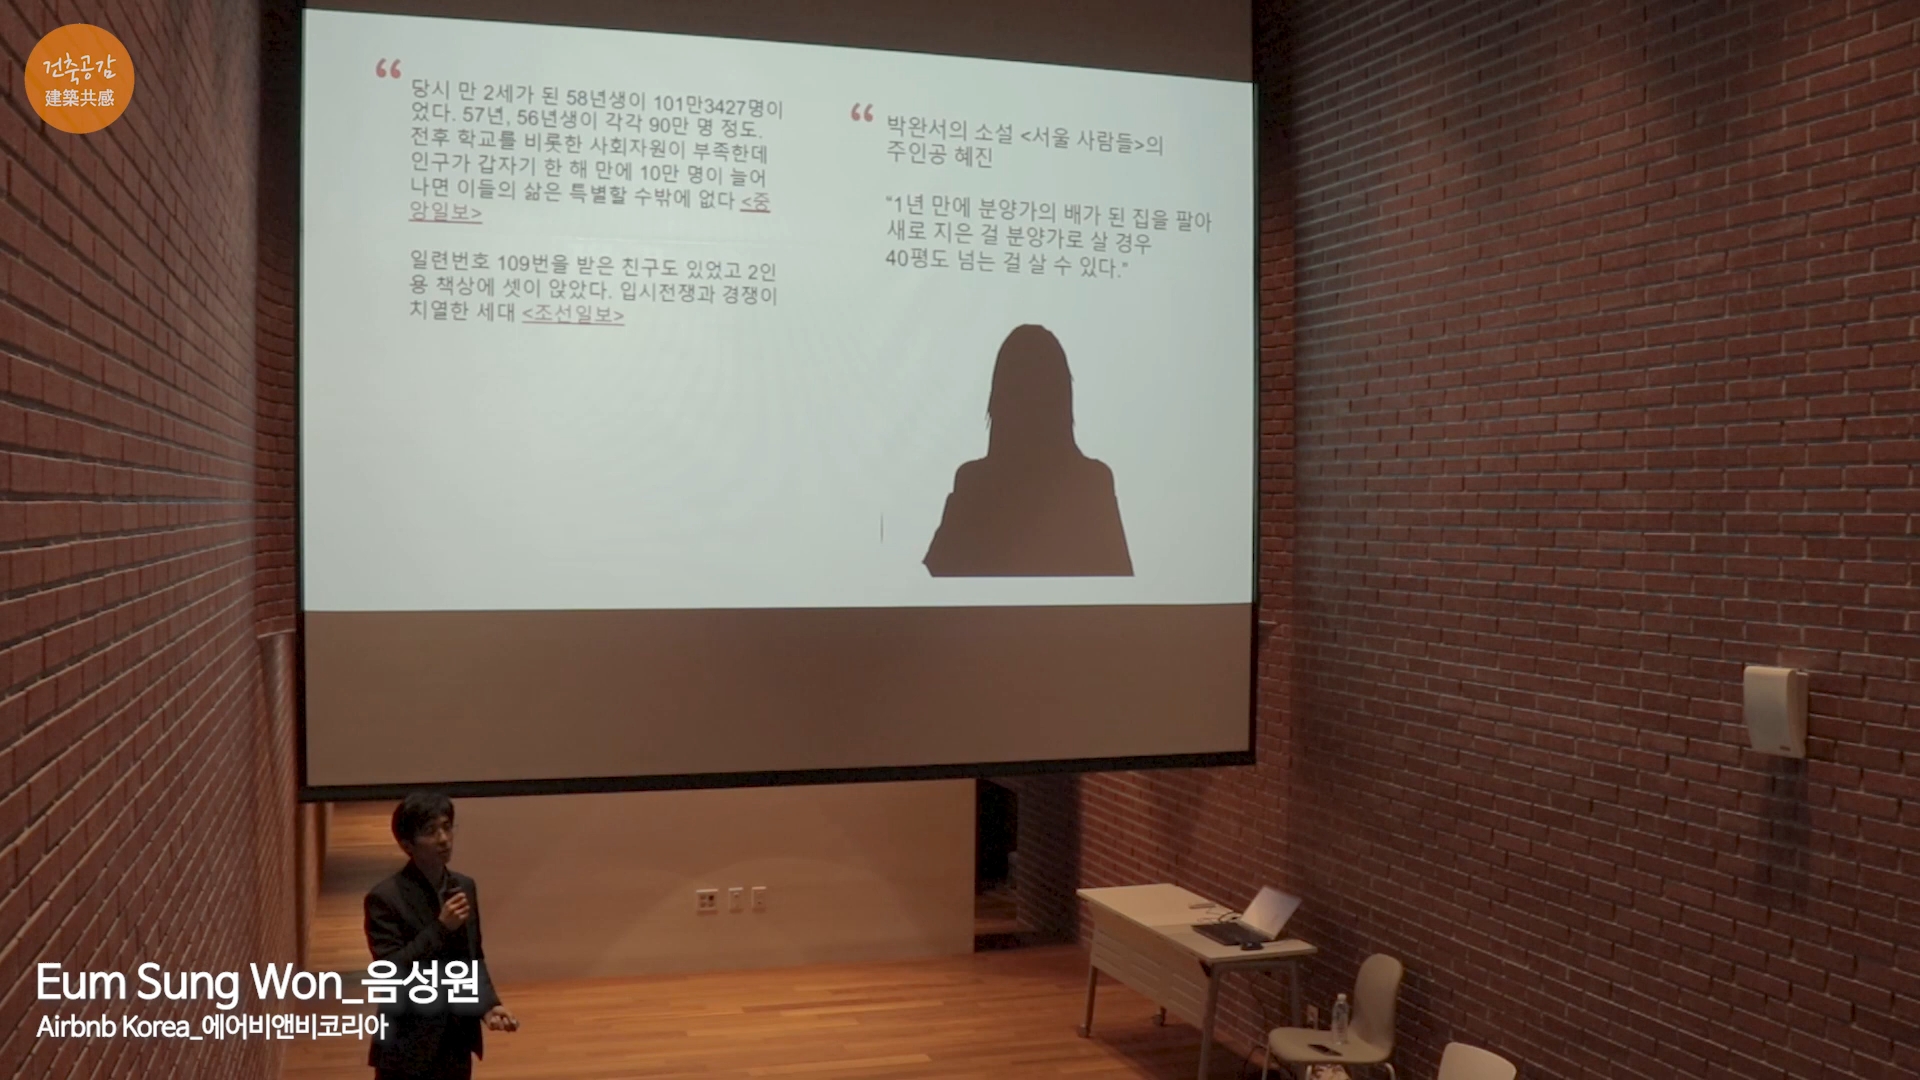 건축공감
建築共感
“
당시 만 2세가 된 58년생이 101만3427명이
었다. 57년, 56년생이 각각 90만 명 정도.
전후 학교를 비롯한 사회자원이 부족한데
인구가 갑자기 한 해 만에 10만 명이 늘어
나면 이들의 삶은 특별할 수밖에 없다 <중
앙일보>
일련번호 109번을 받은 친구도 있었고 2인
용 책상에 셋이 앉았다. 입시전쟁과 경쟁이
치열한 세대 <조선일보>
“
박완서의 소설 <서울 사람들>의
주인공 혜진
“1년 만에 분양가의 배가 된 집을 팔아
새로 지은 걸 분양가로 살 경우
40평도 넘는 걸 살 수 있다.”
Eum Sung Won_음성원
Airbnb Korea_에어비앤비코리아